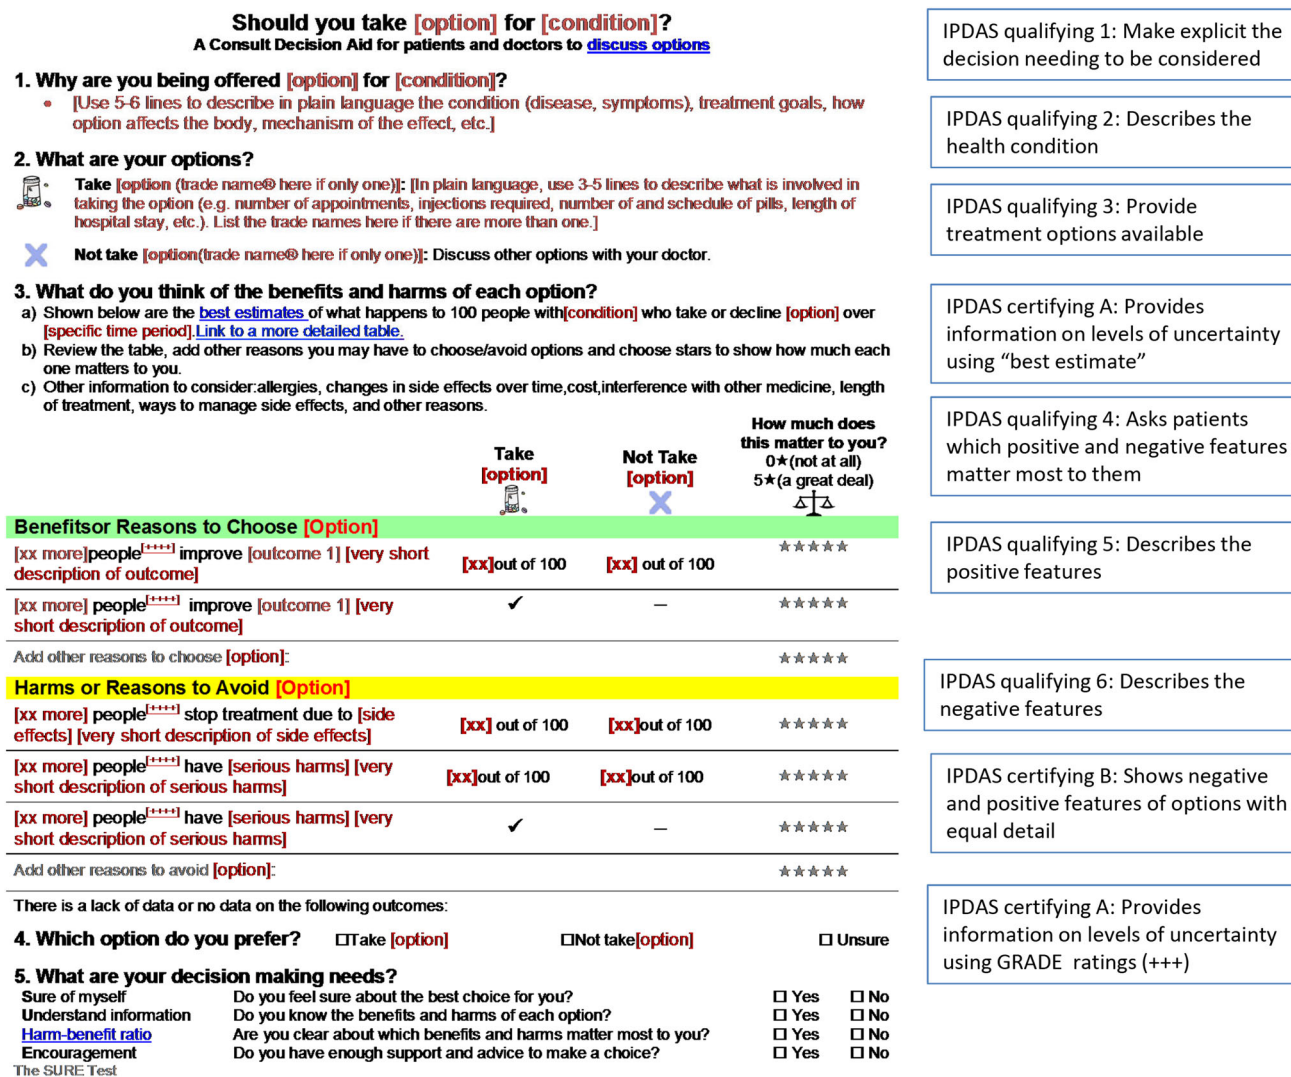 Should you take [option] for [condition]?
A Consult Decision Aid for patients and doctors to discuss options
1. Why are you being offered [option] for [condition]?
• [Use 5-6 lines to describe in plain language the condition (disease, symptoms), treatment goals, how
option affects the body, mechanism of the effect, etc.]
2. What are your options?
Take [option (trade name® here if only one)]: [In plain language, use 3-5 lines to describe what is involved in
taking the option (e.g. number of appointments, injections required, number of and schedule of pills, length of
hospital stay, etc.). List the trade names here if there are more than one.]
Not take [option(trade name® here if only one)]: Discuss other options with your doctor.
3. What do you think of the benefits and harms of each option?
a) Shown below are the best estimates of what happens to 100 people with[condition] who take or decline [option] over
[specific time period].Link to a more detailed table.
b) Review the table, add other reasons you may have to choose/avoid options and choose stars to show how much each
one matters to you.
c) Other information to consider:allergies, changes in side effects over time,cost,interference with other medicine, length
of treatment, ways to manage side effects, and other reasons.
Take
[option]
Not Take
[option]
How much does
this matter to you?
0★(not at all)
5★(a great deal)
Benefitsor Reasons to Choose [Option]
[xx more]people[++++] improve [outcome 1] [very short
description of outcome]
[xx]out of 100
[xx] out of 100
★★★★★
[xx more] people[++++] improve [outcome 1] [very
short description of outcome]
✓
–
★★★★★
Add other reasons to choose [option]:
★★★★★
Harms or Reasons to Avoid [Option]
[xx more] people[++++] stop treatment due to [side
effects] [very short description of side effects]
[xx] out of 100
[xx]out of 100
★★★★★
[xx more] people[++++] have [serious harms] [very
short description of serious harms]
[xx]out of 100
[xx]out of 100
★★★★★
[xx more] people[++++] have [serious harms] [very
short description of serious harms]
✓
–
★★★★★
Add other reasons to avoid [option]:
★★★★★
There is a lack of data or no data on the following outcomes:
4. Which option do you prefer? ☐Take [option] ☐Not take[option] ☐ Unsure
5. What are your decision making needs?
Sure of myself Do you feel sure about the best choice for you? ☐ Yes ☐ No
Understand information Do you know the benefits and harms of each option? ☐ Yes ☐ No
Harm-benefit ratio Are you clear about which benefits and harms matter most to you? ☐ Yes ☐ No
Encouragement Do you have enough support and advice to make a choice? ☐ Yes ☐ No
The SURE Test
IPDAS qualifying 1: Make explicit the
decision needing to be considered
IPDAS qualifying 2: Describes the
health condition
IPDAS qualifying 3: Provide
treatment options available
IPDAS certifying A: Provides
information on levels of uncertainty
using “best estimate”
IPDAS qualifying 4: Asks patients
which positive and negative features
matter most to them
IPDAS qualifying 5: Describes the
positive features
IPDAS qualifying 6: Describes the
negative features
IPDAS certifying B: Shows negative
and positive features of options with
equal detail
IPDAS certifying A: Provides
information on levels of uncertainty
using GRADE ratings (+++)